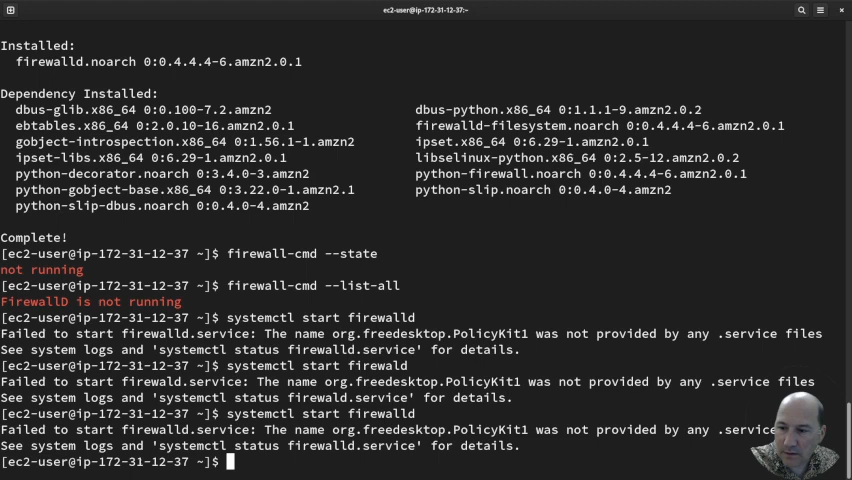 ec2-user@ip-172-31-12-37:~
Installed:
firewalld.noarch 0:0.4.4.4-6.amzn2.0.1
Dependency Installed:
dbus-glib.x86_64 0:0.100-7.2.amzn2 dbus-python.x86_64 0:1.1.1-9.amzn2.0.2
ebtables.x86_64 0:2.0.10-16.amzn2.0.1 firewalld-filesystem.noarch 0:0.4.4.4-6.amzn2.0.1
gobject-introspection.x86_64 0:1.56.1-1.amzn2 ipset.x86_64 0:6.29-1.amzn2.0.1
ipset-libs.x86_64 0:6.29-1.amzn2.0.1 libselinux-python.x86_64 0:2.5-12.amzn2.0.2
python-decorator.noarch 0:3.4.0-3.amzn2 python-firewall.noarch 0:0.4.4.4-6.amzn2.0.1
python-gobject-base.x86_64 0:3.22.0-1.amzn2.1 python-slip.noarch 0:0.4.0-4.amzn2
python-slip-dbus.noarch 0:0.4.0-4.amzn2
Complete!
[ec2-user@ip-172-31-12-37 ~]$ firewall-cmd --state
not running
[ec2-user@ip-172-31-12-37 ~]$ firewall-cmd --list-all
FirewallD is not running
[ec2-user@ip-172-31-12-37 ~]$ systemctl start firewalld
Failed to start firewalld.service: The name org.freedesktop.PolicyKit1 was not provided by any .service files
See system logs and 'systemctl status firewalld.service' for details.
[ec2-user@ip-172-31-12-37 ~]$ systemctl start firewald
Failed to start firewald.service: The name org.freedesktop.PolicyKit1 was not provided by any .service files
See system logs and 'systemctl status firewald.service' for details.
[ec2-user@ip-172-31-12-37 ~]$ systemctl start firewalld
Failed to start firewalld.service: The name org.freedesktop.PolicyKit1 was not provided by any .service
See system logs and 'systemctl status firewalld.service' for details.
[ec2-user@ip-172-31-12-37 ~]$